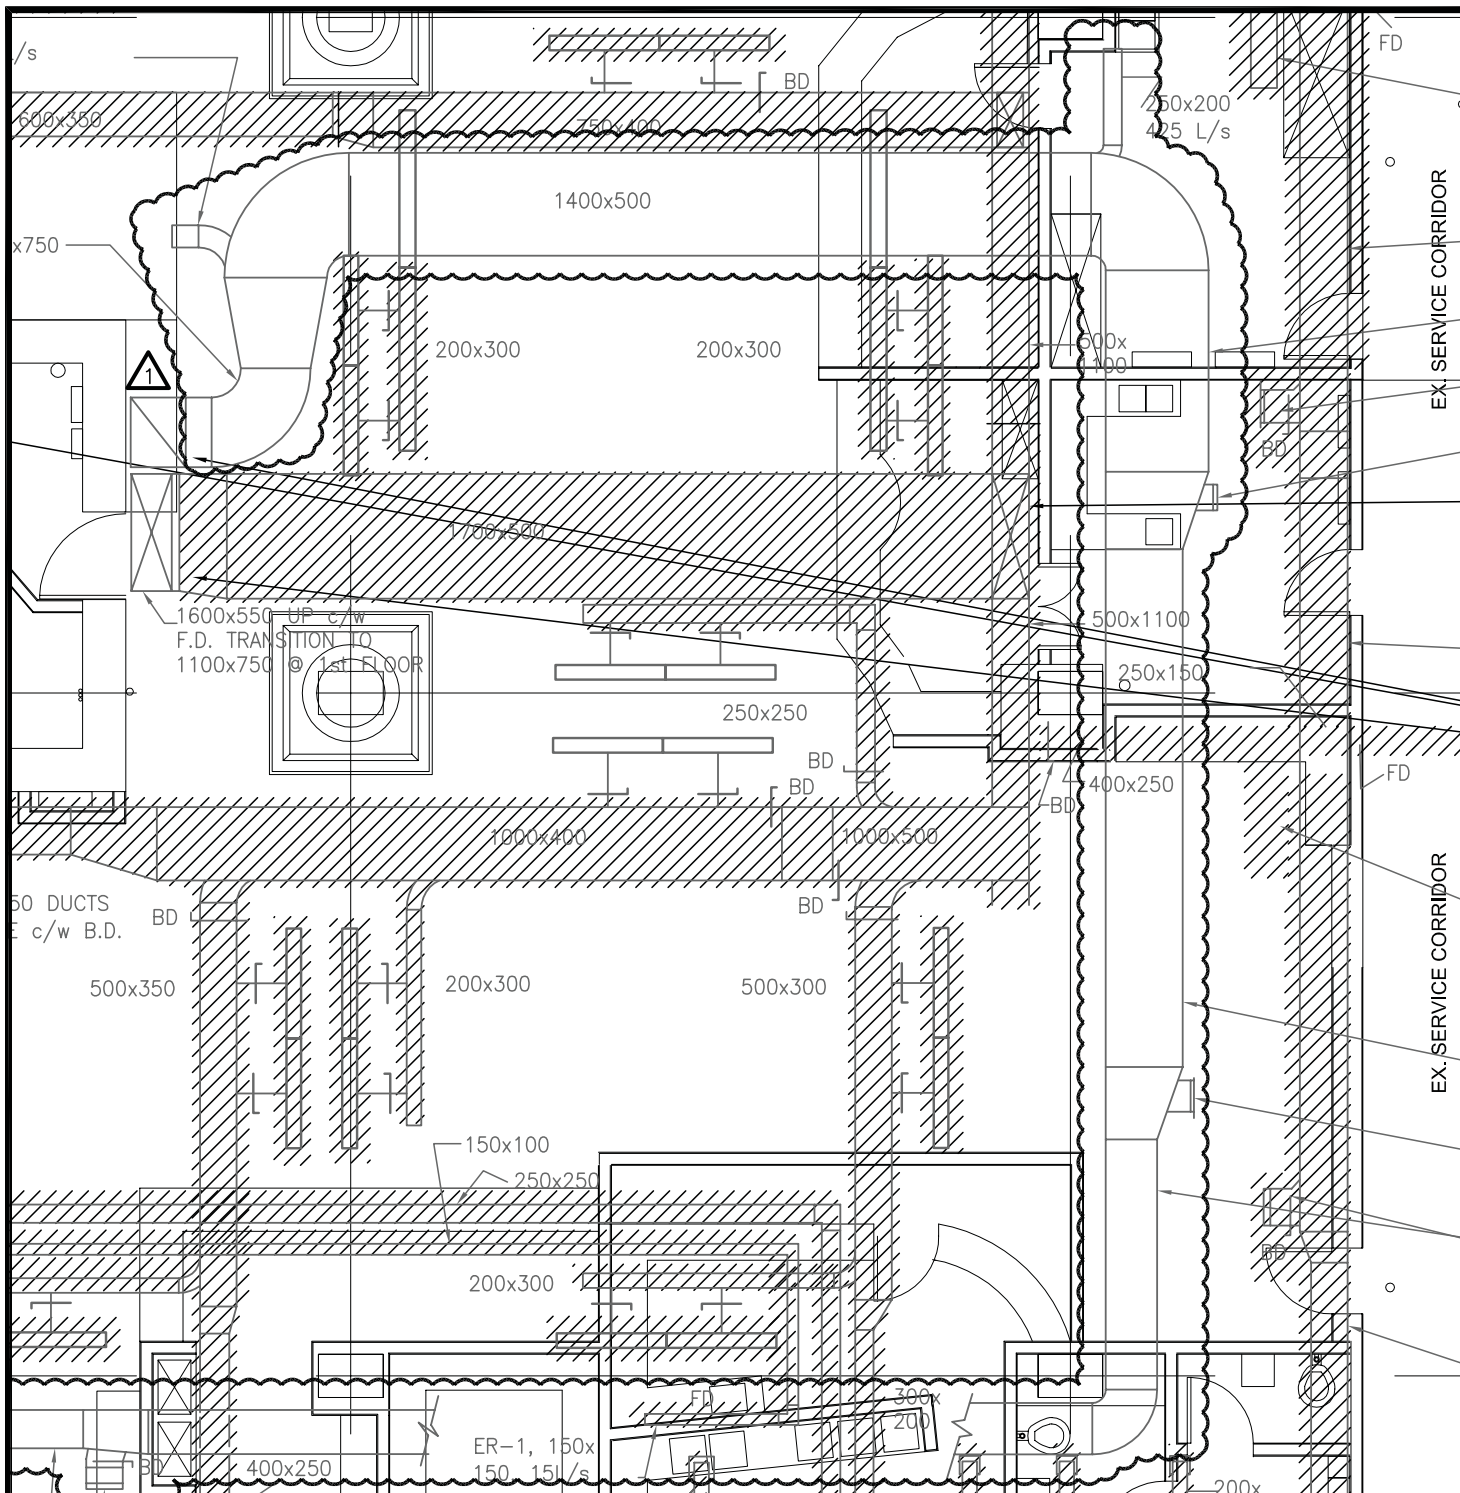 /s
FD
BD
600x350
750x400
250x200
425 L/s
1400x500
x750
EX. SERVICE CORRIDOR
200x300
200x300
500x
1100
1
BD
1700x500
1600x550 UP c/w
F.D. TRANSITION TO
1100x750 @ 1st FLOOR
500x1100
250x150
250x250
BD
BD
400x250
BD
FD
1000x400
1000x500
50 DUCTS
E c/w B.D.
BD
BD
EX. SERVICE CORRIDOR
500x350
200x300
500x300
150x100
250x250
BD
200x300
FD
300x
200
ER-1, 150x
150, 15L/s
BD
400x250
200x